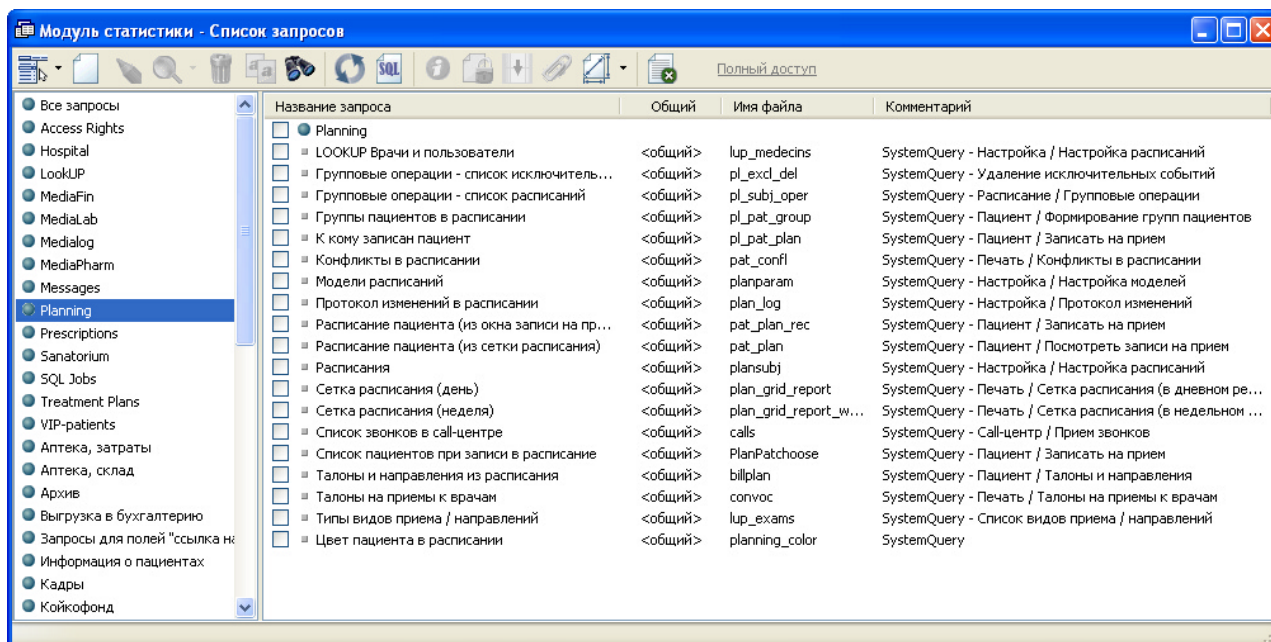 Модуль статистики - Список запросов
SQL
Полный доступ
Все запросы
Access Rights
Hospital
LookUP
MediaFin
MediaLab
Medialog
MediaPharm
Messages
Planning
Prescriptions
Sanatorium
SQL Jobs
Treatment Plans
VIP-patients
Аптека, затраты
Аптека, склад
Архив
Выгрузка в бухгалтерию
Запросы для полей "ссылка на
Информация о пациентах
Кадры
Койкофонд
Название запроса Общий Имя файла Комментарий
Planning
LOOKUP Врачи и пользователи <общий> lup_medecins SystemQuery - Настройка / Настройка расписаний
Групповые операции - список исключитель... <общий> pl_excl_del SystemQuery - Удаление исключительных событий
Групповые операции - список расписаний <общий> pl_subj_oper SystemQuery - Расписание / Групповые операции
Группы пациентов в расписании <общий> pl_pat_group SystemQuery - Пациент / Формирование групп пациентов
К кому записан пациент <общий> pl_pat_plan SystemQuery - Пациент / Записать на прием
Конфликты в расписании <общий> pat_confl SystemQuery - Печать / Конфликты в расписании
Модели расписаний <общий> planparam SystemQuery - Настройка / Настройка моделей
Протокол изменений в расписании <общий> plan_log SystemQuery - Настройка / Протокол изменений
Расписание пациента (из окна записи на пр... <общий> pat_plan_rec SystemQuery - Пациент / Записать на прием
Расписание пациента (из сетки расписания) <общий> pat_plan SystemQuery - Пациент / Посмотреть записи на прием
Расписания <общий> plansubj SystemQuery - Настройка / Настройка расписаний
Сетка расписания (день) <общий> plan_grid_report SystemQuery - Печать / Сетка расписания (в дневном ре...
Сетка расписания (неделя) <общий> plan_grid_report_w... SystemQuery - Печать / Сетка расписания (в недельном ...
Список звонков в call-центре <общий> calls SystemQuery - Call-центр / Прием звонков
Список пациентов при записи в расписание <общий> PlanPatchoose SystemQuery - Пациент / Записать на прием
Талоны и направления из расписания <общий> billplan SystemQuery - Пациент / Талоны и направления
Талоны на приемы к врачам <общий> convoc SystemQuery - Печать / Талоны на приемы к врачам
Типы видов приема / направлений <общий> lup_exams SystemQuery - Список видов приема / направлений
Цвет пациента в расписании <общий> planning_color SystemQuery